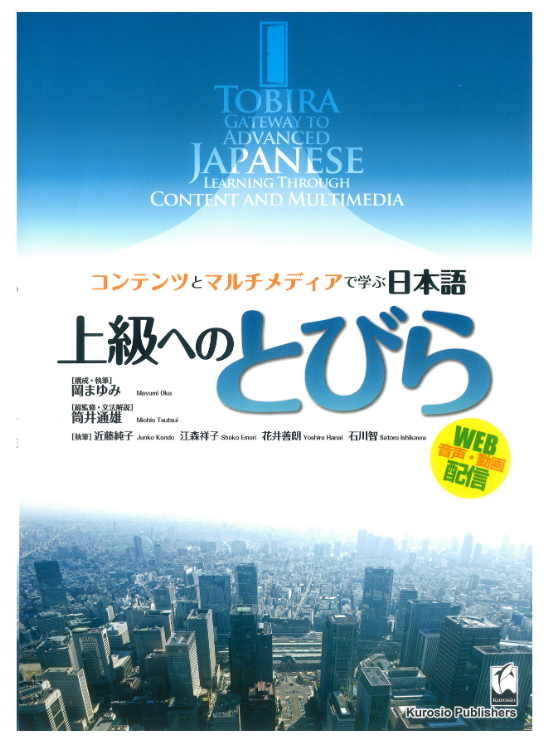 TOBIRA
GATEWAY TO
ADVANCED
JAPANESE
LEARNING THROUGH
CONTENT AND MULTIMEDIA
コンテンツとマルチメディアで学ぶ日本語
上級へのとびら
[構成・執筆]
岡まゆみ Mayumi Oka
[総監修・文法解説]
筒井通雄 Michio Tsutsui
[執筆] 近藤純子 Junko Kondo 江森祥子 Shoko Emori 花井善朗 Yoshiro Hanai 石川智 Satoru Ishikawa
WEB
音声・動画
配信
KUROSIO
Kurosio Publishers